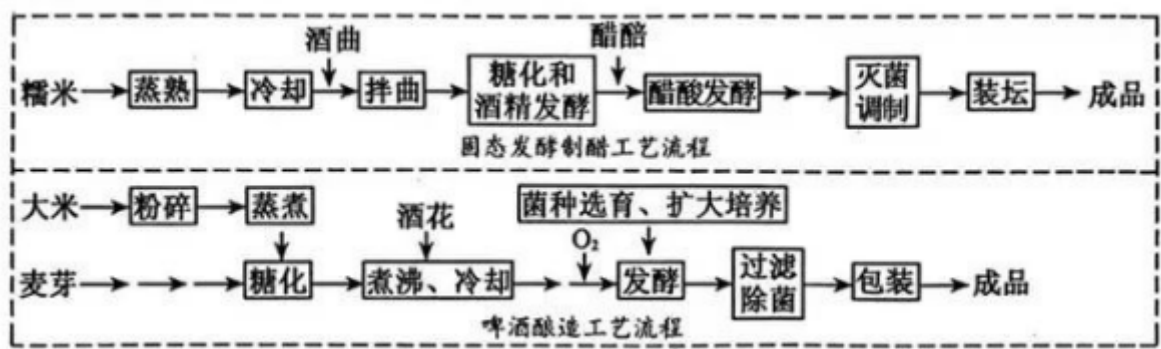 酒曲
醋醅
糯米
蒸熟
冷却
拌曲
糖化和
酒精发酵
醋酸发酵
灭菌
调制
装坛
成品
固态发酵制醋工艺流程
大米
粉碎
蒸煮
酒花
菌种选育、扩大培养
O₂
麦芽
糖化
煮沸、冷却
发酵
过滤
除菌
包装
成品
啤酒酿造工艺流程